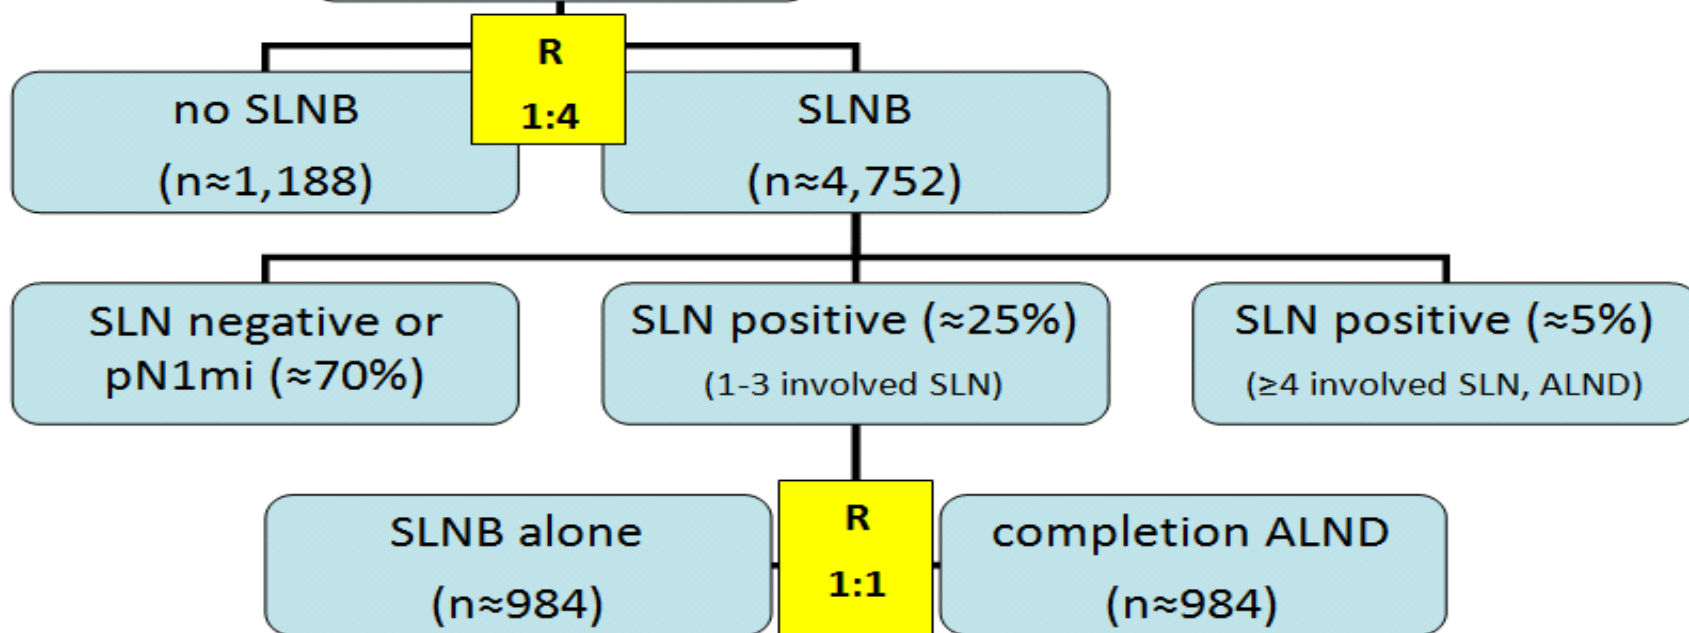 R
1:4
no SLNB
(n≈1,188)
SLNB
(n≈4,752)
SLN negative or
pN1mi (≈70%)
SLN positive (≈25%)
(1-3 involved SLN)
SLN positive (≈5%)
(≥4 involved SLN, ALND)
SLNB alone
(n≈984)
R
1:1
completion ALND
(n≈984)